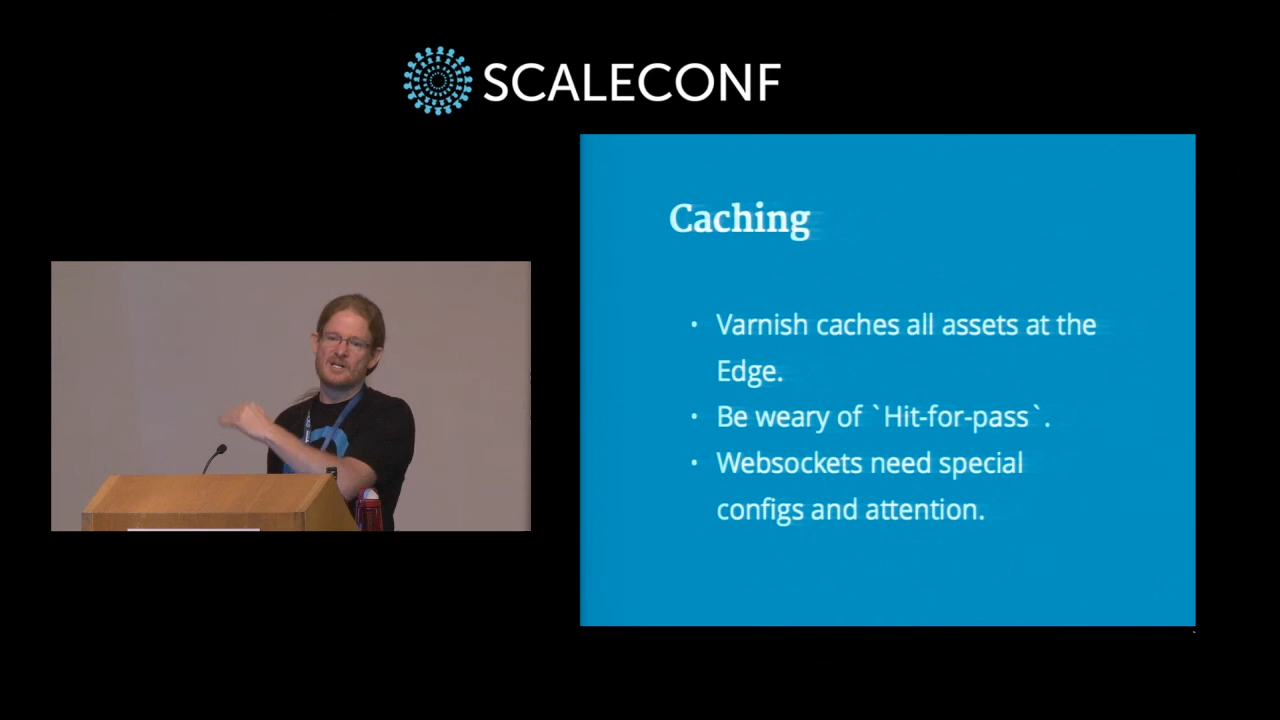 SCALECONF
Caching
• Varnish caches all assets at the
Edge.
• Be weary of `Hit-for-pass`.
• Websockets need special
configs and attention.